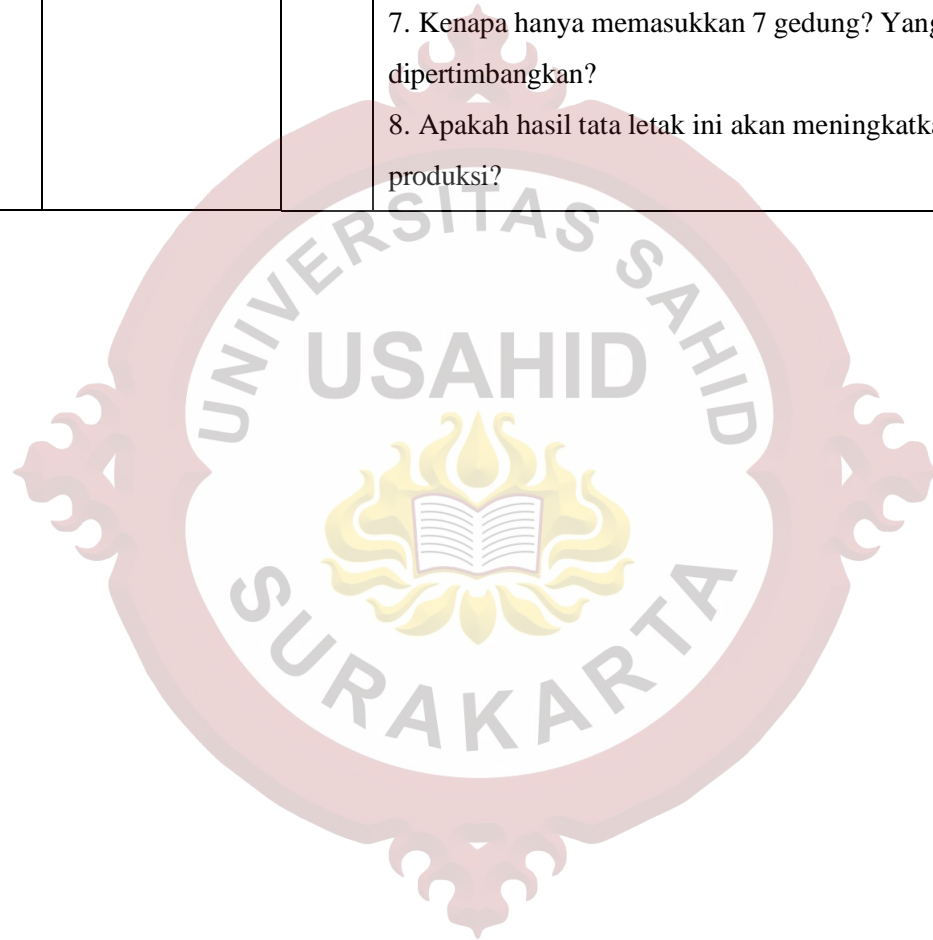 7. Kenapa hanya memasukkan 7 gedung? Yang
dipertimbangkan?
8. Apakah hasil tata letak ini akan meningkatka
produksi?
UNIVERSITAS SAHID
USAHID
SURAKARTA